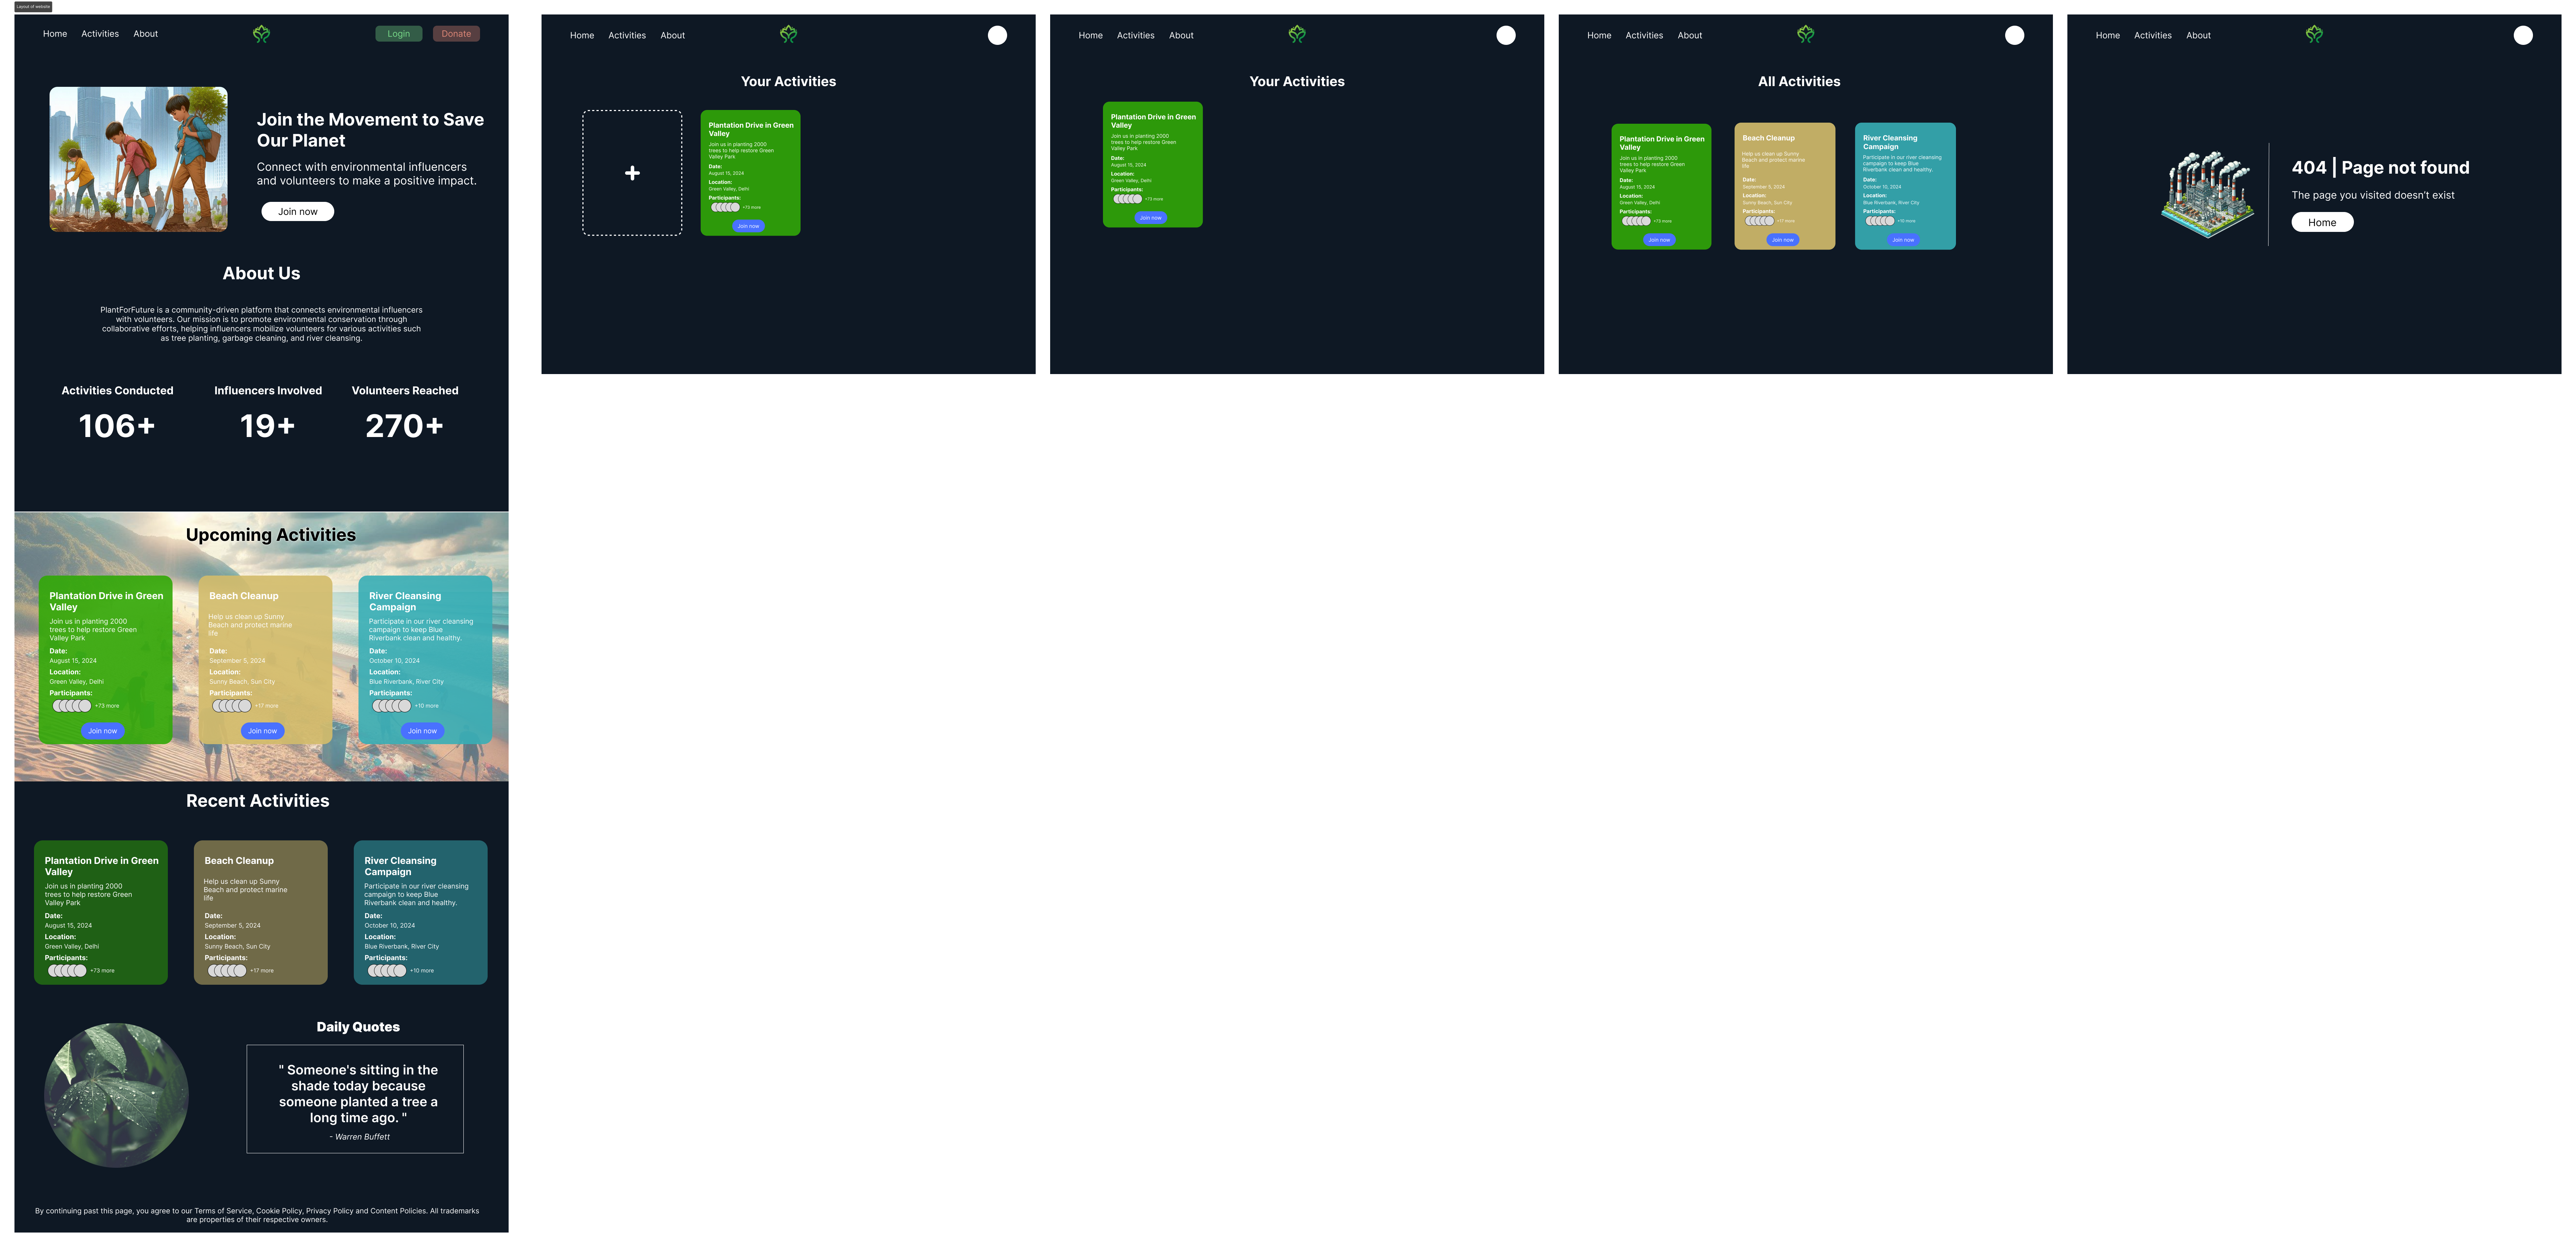 Layout of website
Home Activities About
Login Donate
Join the Movement to Save
Our Planet
Connect with environmental influencers
and volunteers to make a positive impact.
Join now
About Us
PlantForFuture is a community-driven platform that connects environmental influencers
with volunteers. Our mission is to promote environmental conservation through
collaborative efforts, helping influencers mobilize volunteers for various activities such
as tree planting, garbage cleaning, and river cleansing.
Activities Conducted
106+
Influencers Involved
19+
Volunteers Reached
270+
Upcoming Activities
Plantation Drive in Green
Valley
Join us in planting 2000
trees to help restore Green
Valley Park
Date:
August 15, 2024
Location:
Green Valley, Delhi
Participants:
+73 more
Join now
Beach Cleanup
Help us clean up Sunny
Beach and protect marine
life
Date:
September 5, 2024
Location:
Sunny Beach, Sun City
Participants:
+17 more
Join now
River Cleansing
Campaign
Participate in our river cleansing
campaign to keep Blue
Riverbank clean and healthy.
Date:
October 10, 2024
Location:
Blue Riverbank, River City
Participants:
+10 more
Join now
Recent Activities
Plantation Drive in Green
Valley
Join us in planting 2000
trees to help restore Green
Valley Park
Date:
August 15, 2024
Location:
Green Valley, Delhi
Participants:
+73 more
Beach Cleanup
Help us clean up Sunny
Beach and protect marine
life
Date:
September 5, 2024
Location:
Sunny Beach, Sun City
Participants:
+17 more
River Cleansing
Campaign
Participate in our river cleansing
campaign to keep Blue
Riverbank clean and healthy.
Date:
October 10, 2024
Location:
Blue Riverbank, River City
Participants:
+10 more
Daily Quotes
" Someone's sitting in the
shade today because
someone planted a tree a
long time ago. "
- Warren Buffett
By continuing past this page, you agree to our Terms of Service, Cookie Policy, Privacy Policy and Content Policies. All trademarks
are properties of their respective owners.
Home Activities About
Your Activities
+
Plantation Drive in Green
Valley
Join us in planting 2000
trees to help restore Green
Valley Park
Date:
August 15, 2024
Location:
Green Valley, Delhi
Participants:
+73 more
Join now
Home Activities About
Your Activities
Plantation Drive in Green
Valley
Join us in planting 2000
trees to help restore Green
Valley Park
Date:
August 15, 2024
Location:
Green Valley, Delhi
Participants:
+73 more
Join now
Home Activities About
All Activities
Plantation Drive in Green
Valley
Join us in planting 2000
trees to help restore Green
Valley Park
Date:
August 15, 2024
Location:
Green Valley, Delhi
Participants:
+73 more
Join now
Beach Cleanup
Help us clean up Sunny
Beach and protect marine
life
Date:
September 5, 2024
Location:
Sunny Beach, Sun City
Participants:
+17 more
Join now
River Cleansing
Campaign
Participate in our river cleansing
campaign to keep Blue
Riverbank clean and healthy.
Date:
October 10, 2024
Location:
Blue Riverbank, River City
Participants:
+10 more
Join now
Home Activities About
404 | Page not found
The page you visited doesn't exist
Home